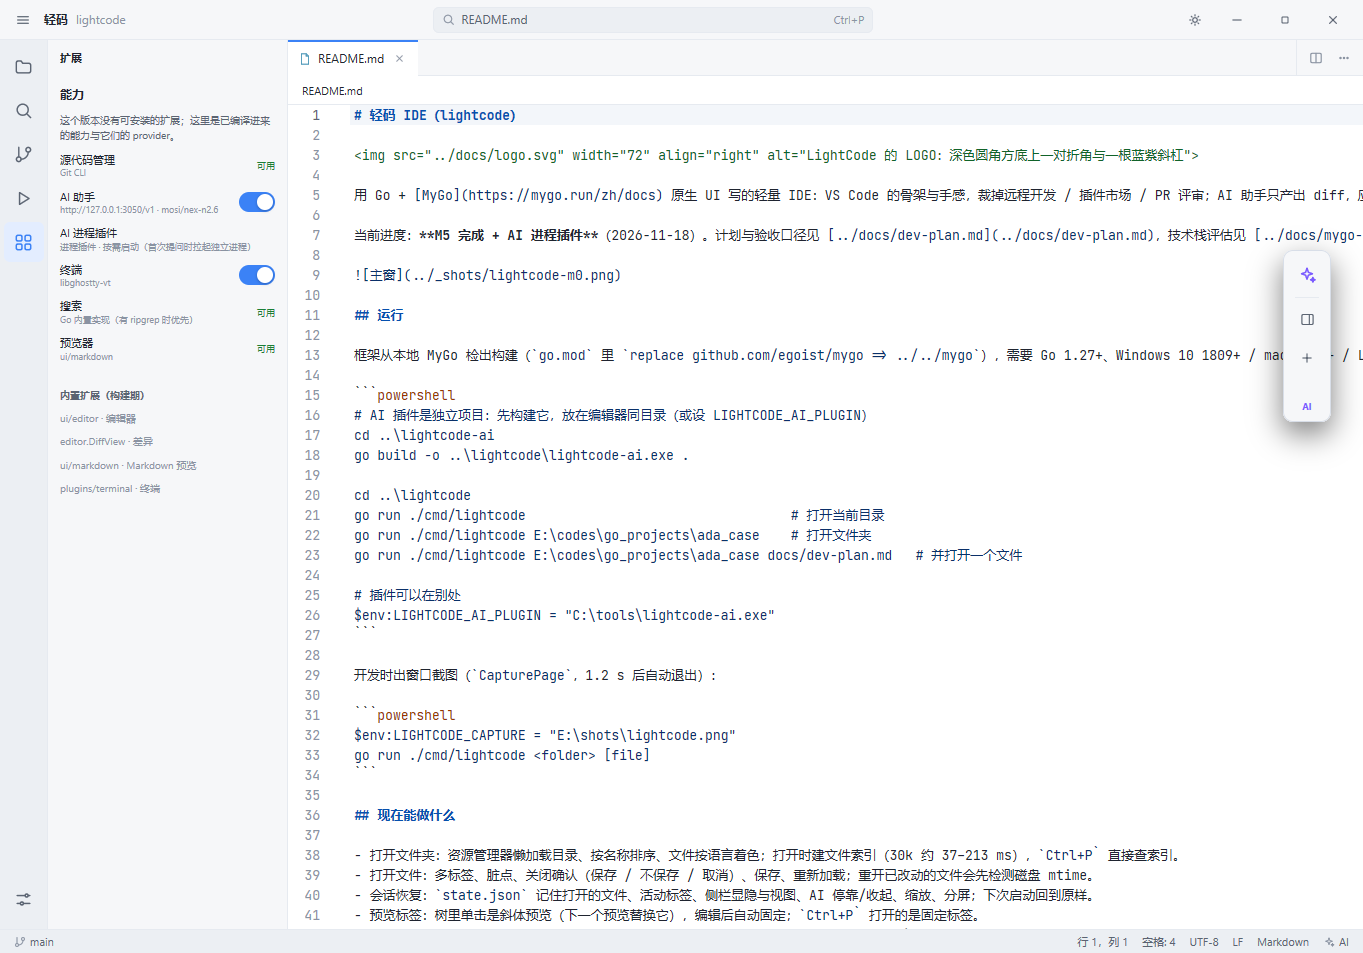 轻码 lightcode
README.md Ctrl+P
扩展
能力
这个版本没有可安装的扩展；这里是已编译进来
的能力与它们的 provider。
源代码管理
Git CLI
可用
AI 助手
http://127.0.0.1:3050/v1 · mosi/nex-n2.6
AI 进程插件
进程插件 · 按需启动（首次提问时拉起独立进程）
终端
libghostty-vt
搜索
Go 内置实现（有 ripgrep 时优先）
可用
预览器
ui/markdown
可用
内置扩展（构建期）
ui/editor · 编辑器
editor.DiffView · 差异
ui/markdown · Markdown 预览
plugins/terminal · 终端
README.md
README.md
1 # 轻码 IDE (lightcode)
2
3 <img src="../docs/logo.svg" width="72" align="right" alt="LightCode 的 LOGO: 深色圆角方底上一对折角与一根蓝紫斜杠">
4
5 用 Go + [MyGo](https://mygo.run/zh/docs) 原生 UI 写的轻量 IDE: VS Code 的骨架与手感，裁掉远程开发 / 插件市场 / PR 评审; AI 助手只产出 diff, 应
6
7 当前进度: **M5 完成 + AI 进程插件** (2026-11-18) 。计划与验收口径见 [../docs/dev-plan.md](../docs/dev-plan.md), 技术栈评估见 [../docs/mygo-
8
9 ![主窗](../_shots/lightcode-m0.png)
10
11 ## 运行
12
13 框架从本地 MyGo 检出构建（`go.mod` 里 `replace github.com/egoist/mygo => ../../mygo`）, 需要 Go 1.27+、Windows 10 1809+ / mac + / L
14
15 ```powershell
16 # AI 插件是独立项目: 先构建它, 放在编辑器同目录（或设 LIGHTCODE_AI_PLUGIN）
17 cd ..\lightcode-ai
18 go build -o ..\lightcode\lightcode-ai.exe .
19
20 cd ..\lightcode
21 go run ./cmd/lightcode # 打开当前目录
22 go run ./cmd/lightcode E:\codes\go_projects\ada_case # 打开文件夹
23 go run ./cmd/lightcode E:\codes\go_projects\ada_case docs/dev-plan.md # 并打开一个文件
24
25 # 插件可以在别处
26 $env:LIGHTCODE_AI_PLUGIN = "C:\tools\lightcode-ai.exe"
27 ```
28
29 开发时出窗口截图（`CapturePage`, 1.2 s 后自动退出）:
30
31 ```powershell
32 $env:LIGHTCODE_CAPTURE = "E:\shots\lightcode.png"
33 go run ./cmd/lightcode <folder> [file]
34 ```
35
36 ## 现在能做什么
37
38 - 打开文件夹: 资源管理器懒加载目录、按名称排序、文件按语言着色; 打开时建文件索引（30k 约 37–213 ms）, `Ctrl+P` 直接查索引。
39 - 打开文件: 多标签、脏点、关闭确认（保存 / 不保存 / 取消）、保存、重新加载; 重开已改动的文件会先检测磁盘 mtime。
40 - 会话恢复: `state.json` 记住打开的文件、活动标签、侧栏显隐与视图、AI 停靠/收起、缩放、分屏; 下次启动回到原样。
41 - 预览标签: 树里单击是斜体预览（下一个预览替换它）, 编辑后自动固定; `Ctrl+P` 打开的是固定标签。
AI
main
行 1, 列 1 空格: 4 UTF-8 LF Markdown AI